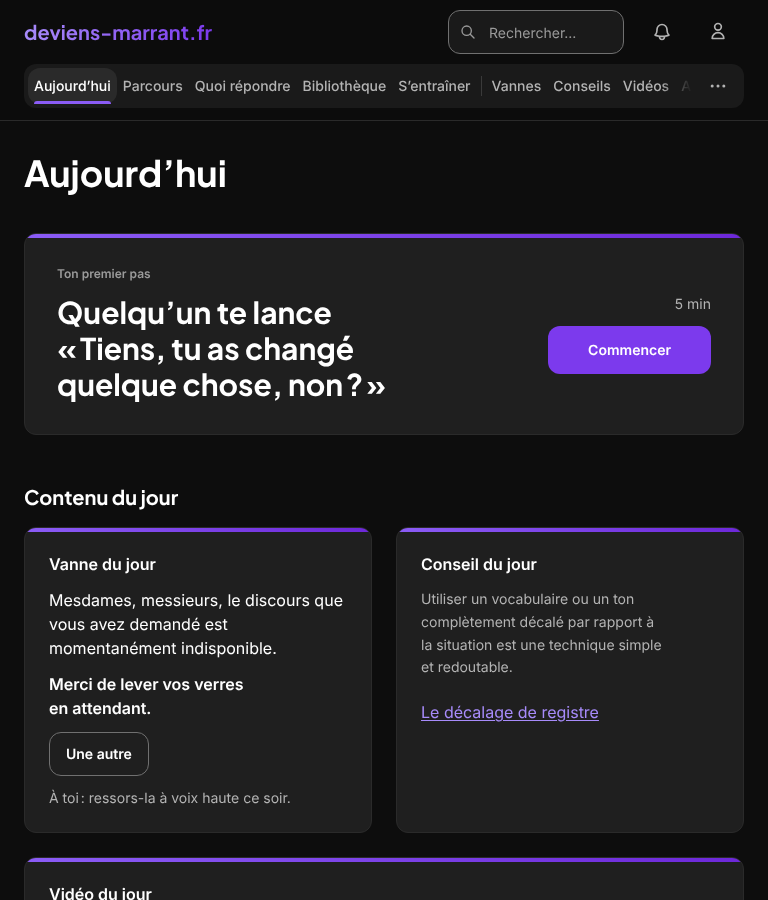 deviens-marrant.fr
Rechercher...
Aujourd’hui Parcours Quoi répondre Bibliothèque S’entraîner Vannes Conseils Vidéos
Aujourd’hui
Ton premier pas
Quelqu’un te lance
« Tiens, tu as changé
quelque chose, non ? »
5 min
Commencer
Contenu du jour
Vanne du jour
Mesdames, messieurs, le discours que
vous avez demandé est
momentanément indisponible.
Merci de lever vos verres
en attendant.
Une autre
À toi : ressors-la à voix haute ce soir.
Conseil du jour
Utiliser un vocabulaire ou un ton
complètement décalé par rapport à
la situation est une technique simple
et redoutable.
Le décalage de registre
Vidéo du jour